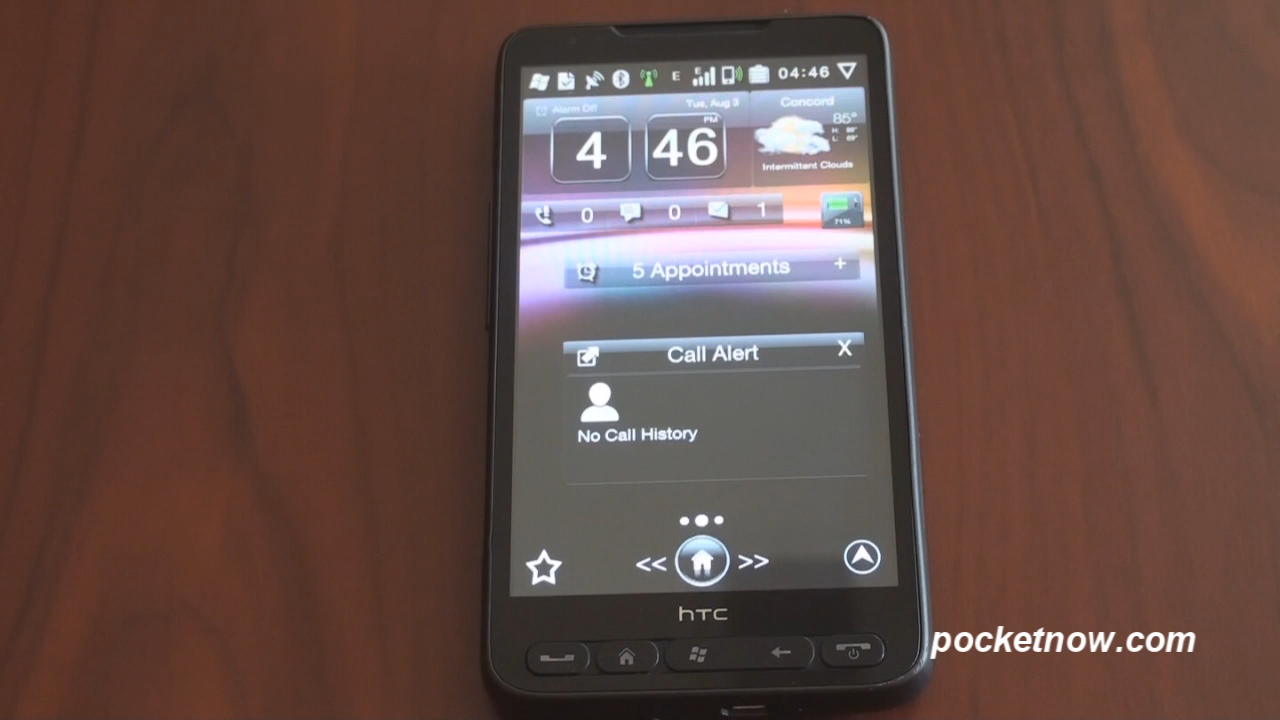 E E 04:46
Alarm Off Tue, Aug 3 Concord
PM 85°
4 46
Intermittent Clouds
0 0 1 71%
5 Appointments +
Call Alert X
No Call History
<< >>
hTC
pocketnow.com